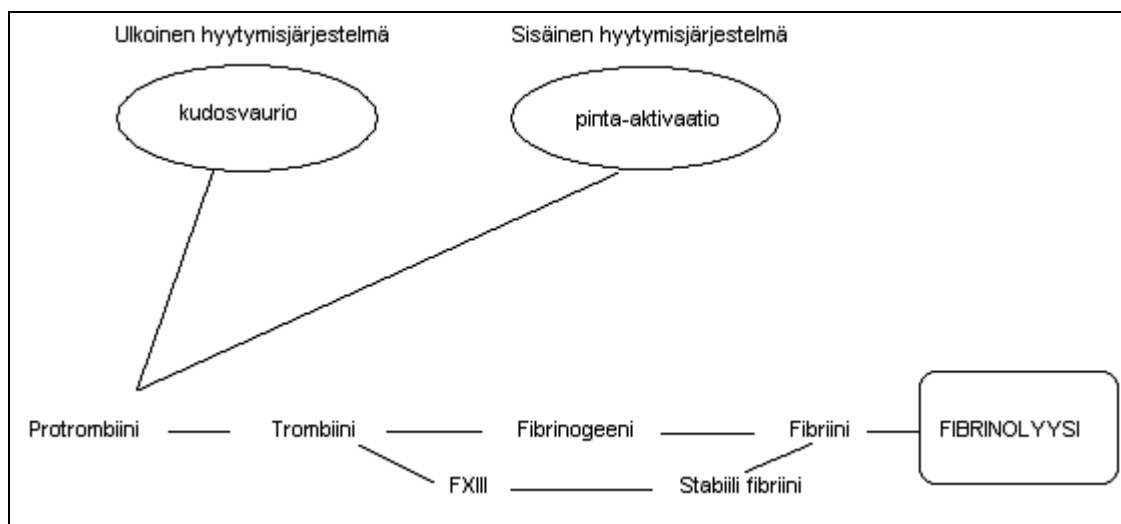 Ulkoinen hyytymisjärjestelmä
Sisäinen hyytymisjärjestelmä
kudosvaurio
pinta-aktivaatio
Protrombiini
Trombiini
Fibrinogeeni
Fibriini
FIBRINOLYYSI
FXIII
Stabiili fibriini